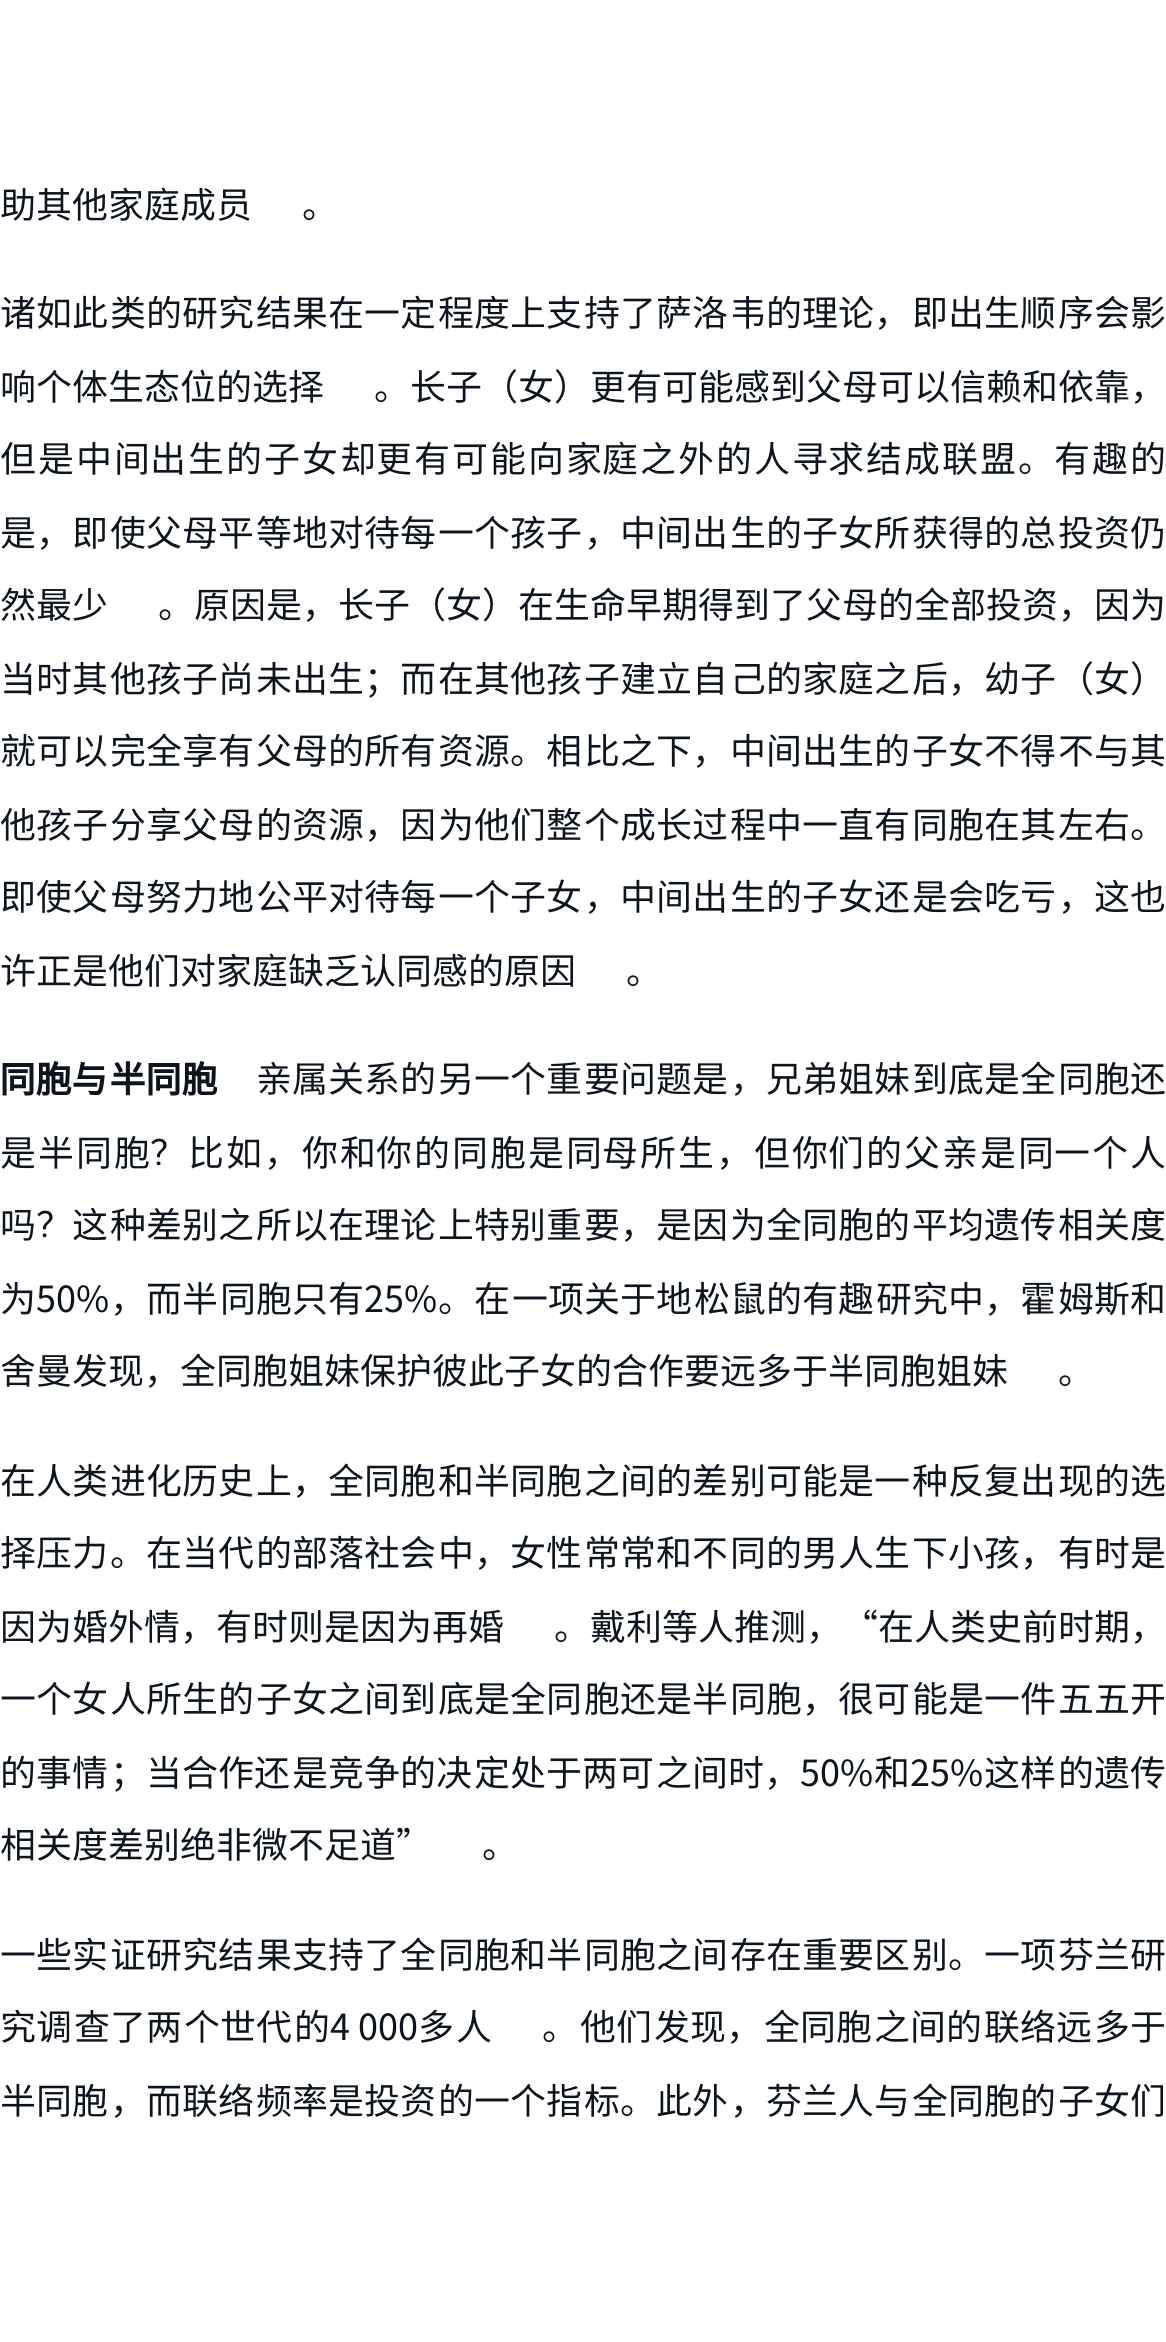 助其他家庭成员 。
诸如此类的研究结果在一定程度上支持了萨洛韦的理论，即出生顺序会影
响个体生态位的选择 。长子（女）更有可能感到父母可以信赖和依靠，
但是中间出生的子女却更有可能向家庭之外的人寻求结成联盟。有趣的
是，即使父母平等地对待每一个孩子，中间出生的子女所获得的总投资仍
然最少 。原因是，长子（女）在生命早期得到了父母的全部投资，因为
当时其他孩子尚未出生；而在其他孩子建立自己的家庭之后，幼子（女）
就可以完全享有父母的所有资源。相比之下，中间出生的子女不得不与其
他孩子分享父母的资源，因为他们整个成长过程中一直有同胞在其左右。
即使父母努力地公平对待每一个子女，中间出生的子女还是会吃亏，这也
许正是他们对家庭缺乏认同感的原因 。
同胞与半同胞 亲属关系的另一个重要问题是，兄弟姐妹到底是全同胞还
是半同胞？比如，你和你的同胞是同母所生，但你们的父亲是同一个人
吗？这种差别之所以在理论上特别重要，是因为全同胞的平均遗传相关度
为50%，而半同胞只有25%。在一项关于地松鼠的有趣研究中，霍姆斯和
舍曼发现，全同胞姐妹保护彼此子女的合作要远多于半同胞姐妹 。
在人类进化历史上，全同胞和半同胞之间的差别可能是一种反复出现的选
择压力。在当代的部落社会中，女性常常和不同的男人生下小孩，有时是
因为婚外情，有时则是因为再婚 。戴利等人推测，“在人类史前时期，
一个女人所生的子女之间到底是全同胞还是半同胞，很可能是一件五五开
的事情；当合作还是竞争的决定处于两可之间时，50%和25%这样的遗传
相关度差别绝非微不足道” 。
一些实证研究结果支持了全同胞和半同胞之间存在重要区别。一项芬兰研
究调查了两个世代的4 000多人 。他们发现，全同胞之间的联络远多于
半同胞，而联络频率是投资的一个指标。此外，芬兰人与全同胞的子女们